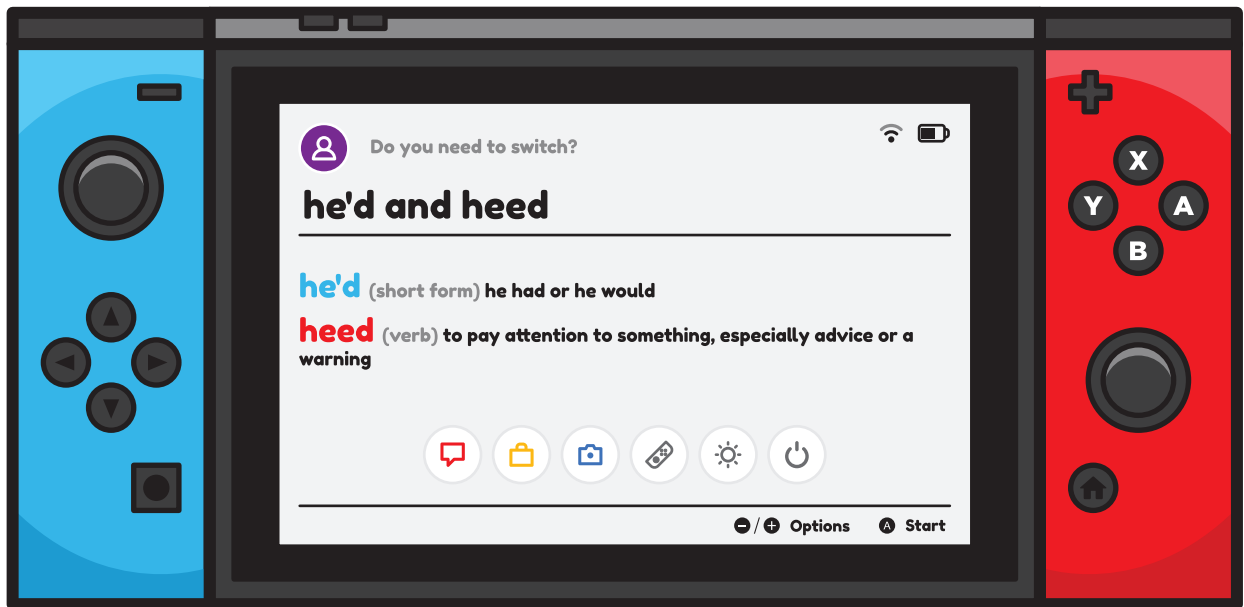 Do you need to switch?
he'd and heed
he'd (short form) he had or he would
heed (verb) to pay attention to something, especially advice or a
warning
X
Y A
B
/ Options A Start